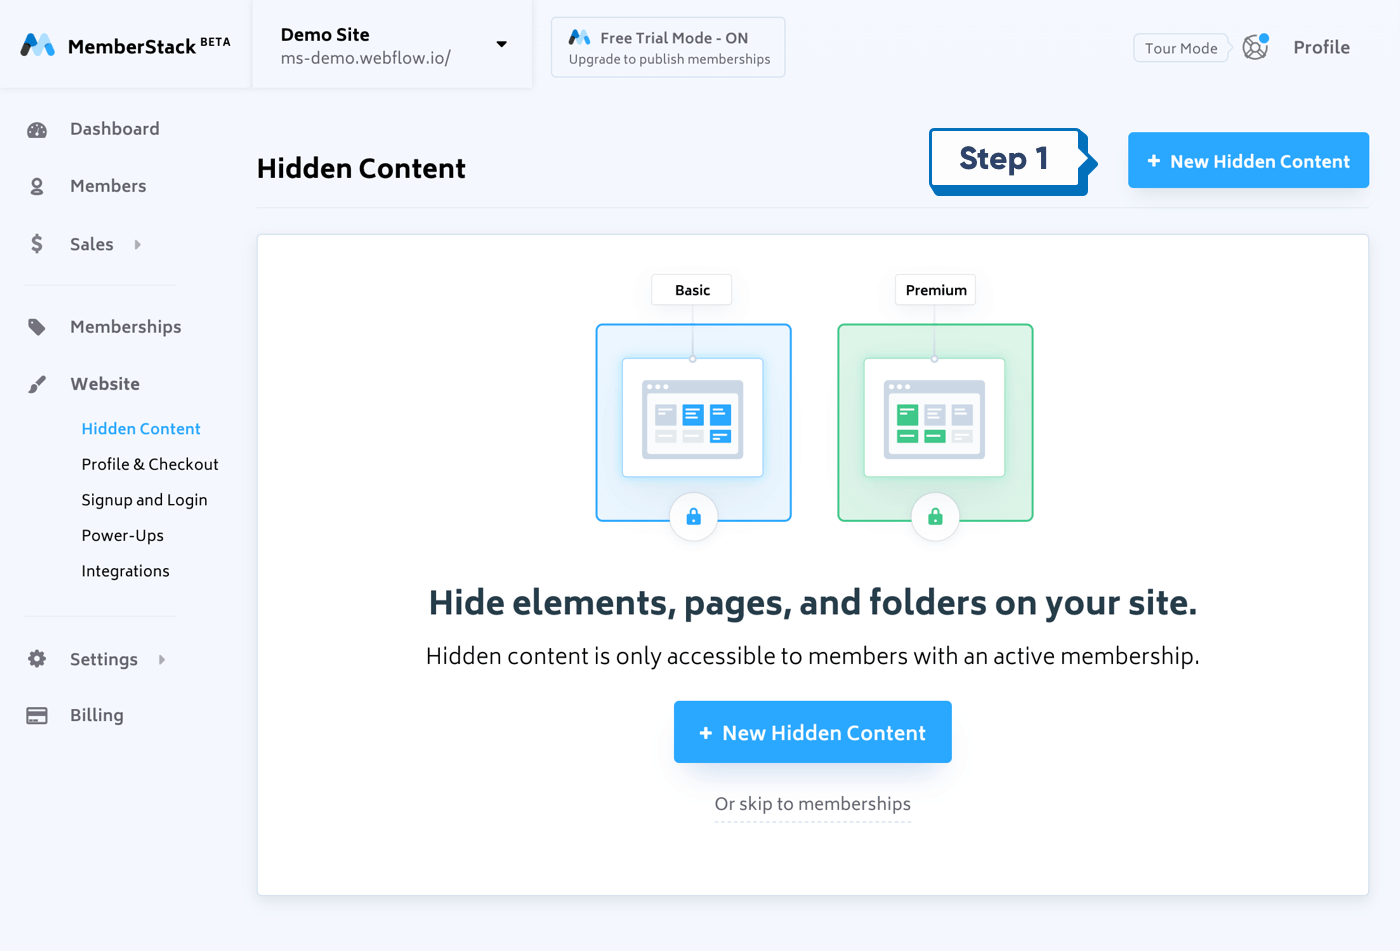 MemberStack BETA
Demo Site
ms-demo.webflow.io/
Free Trial Mode - ON
Upgrade to publish memberships
Tour Mode
Profile
Dashboard
Members
Sales
Memberships
Website
Hidden Content
Profile & Checkout
Signup and Login
Power-Ups
Integrations
Settings
Billing
Hidden Content
Step 1
+ New Hidden Content
Basic
Premium
Hide elements, pages, and folders on your site.
Hidden content is only accessible to members with an active membership.
+ New Hidden Content
Or skip to memberships